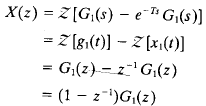 X(z) = 𝒵[G₁(s) − e⁻ᵀˢ G₁(s)]
= 𝒵[g₁(t)] − 𝒵[x₁(t)]
= G₁(z) − z⁻¹ G₁(z)
= (1 − z⁻¹)G₁(z)